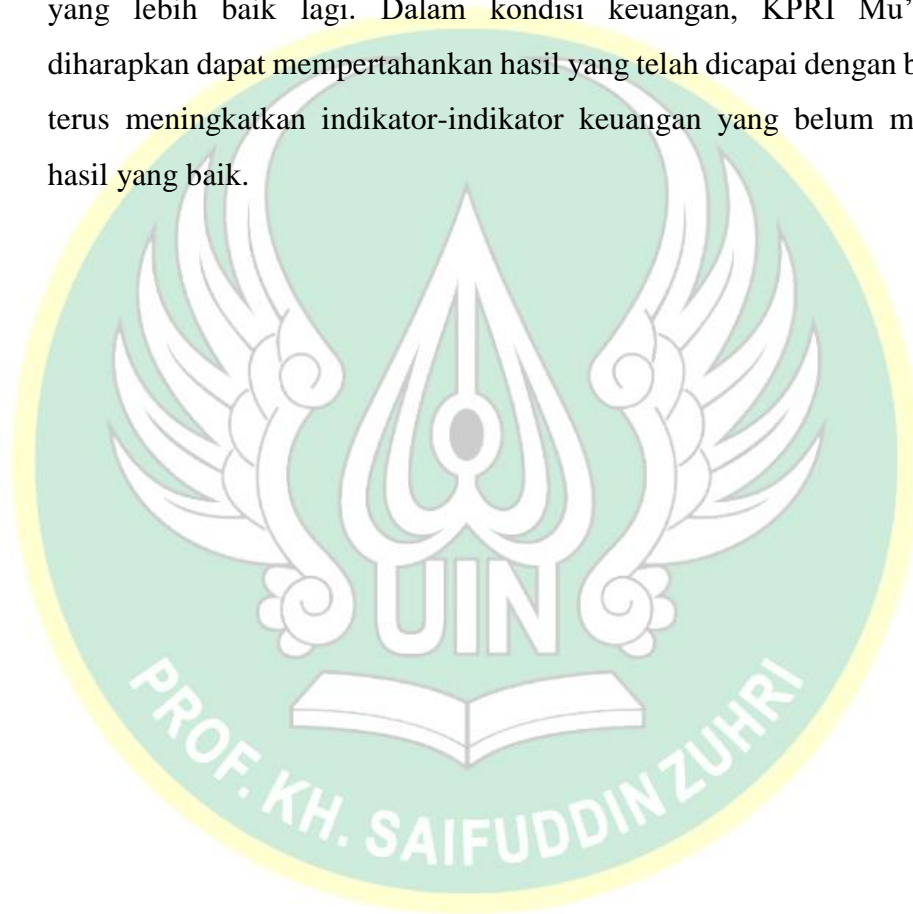 yang lebih baik lagi. Dalam kondisi keuangan, KPRI Mu’
diharapkan dapat mempertahankan hasil yang telah dicapai dengan
terus meningkatkan indikator-indikator keuangan yang belum
hasil yang baik.
UIN
PROF. KH. SAIFUDDIN ZUHRI